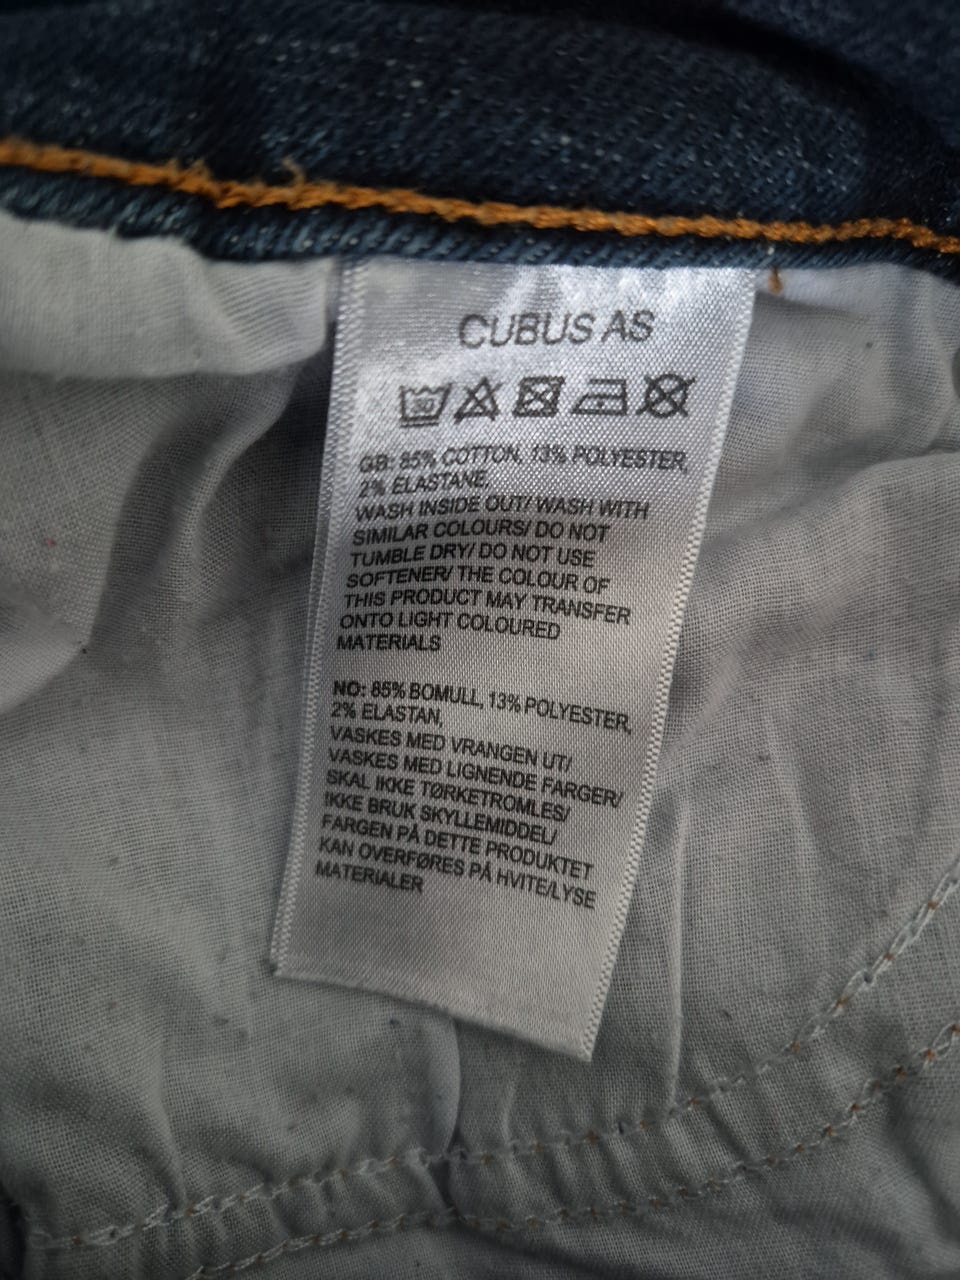 CUBUS AS
GB: 85% COTTON, 13% POLYESTER,
2% ELASTANE,
WASH INSIDE OUT/ WASH WITH
SIMILAR COLOURS/ DO NOT
TUMBLE DRY/ DO NOT USE
SOFTENER/ THE COLOUR OF
THIS PRODUCT MAY TRANSFER
ONTO LIGHT COLOURED
MATERIALS
NO: 85% BOMULL, 13% POLYESTER,
2% ELASTAN,
VASKES MED VRANGEN UT/
VASKES MED LIGNENDE FARGER/
SKAL IKKE TØRKETROMLES/
IKKE BRUK SKYLLEMIDDEL/
FARGEN PÅ DETTE PRODUKTET
KAN OVERFØRES PÅ HVITE/LYSE
MATERIALER